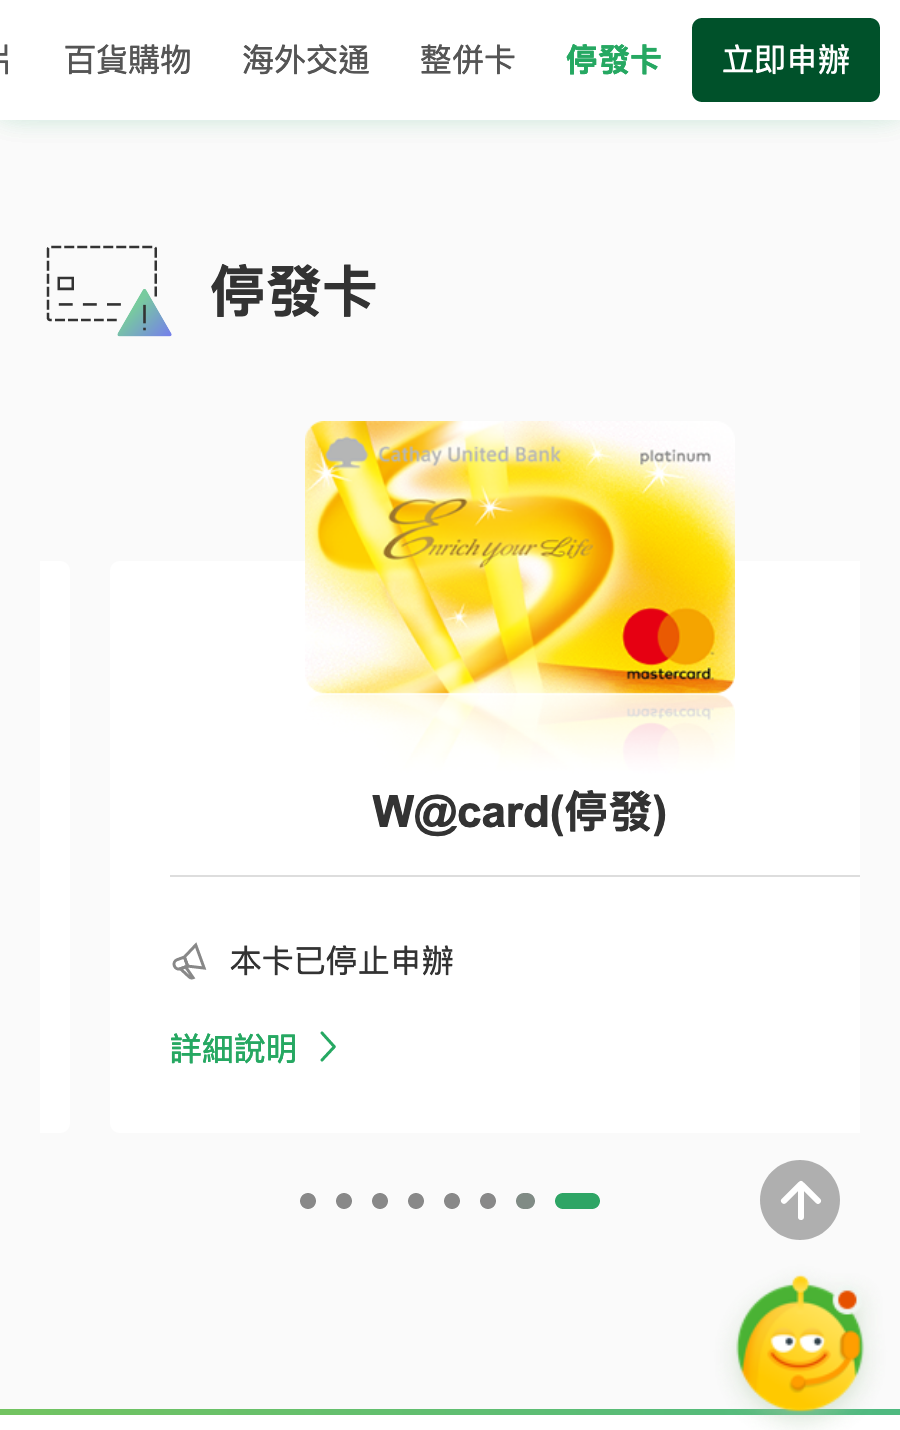 百貨購物
海外交通
整併卡
停發卡
立即申辦
停發卡
Cathay United Bank
platinum
Enrich your Life
mastercard
W@card(停發)
本卡已停止申辦
詳細說明